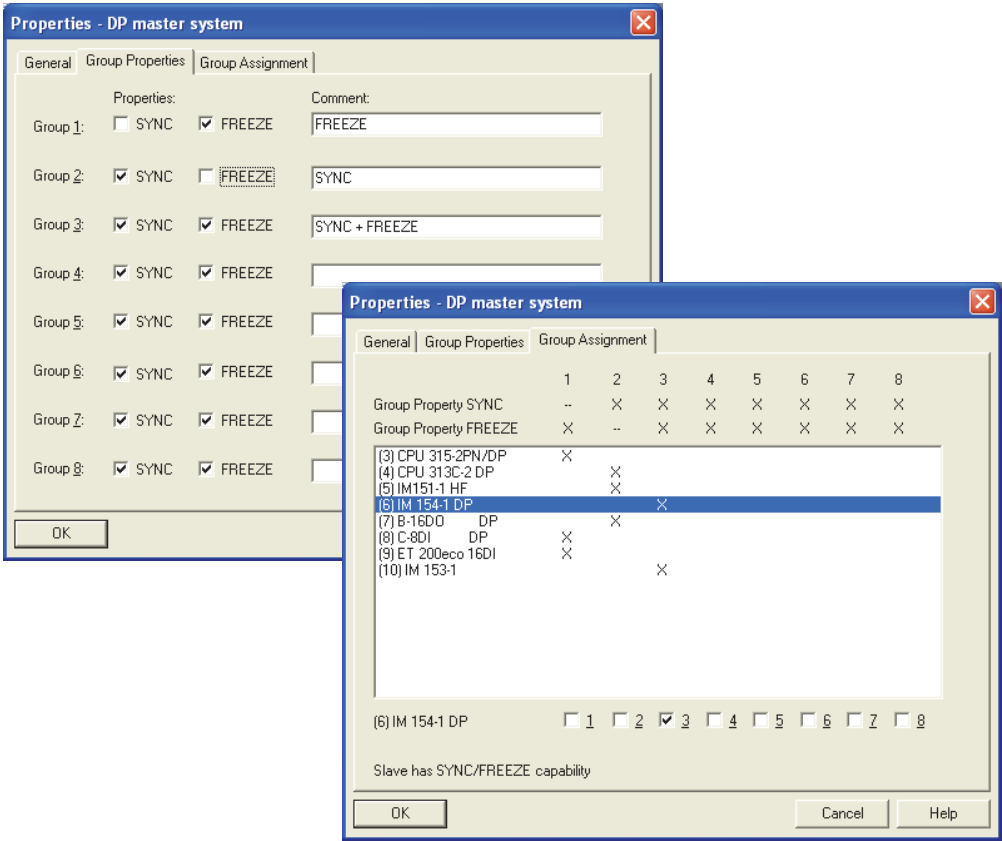 Properties - DP master system
General Group Properties Group Assignment
Properties: Comment:
Group 1: SYNC FREEZE FREEZE
Group 2: SYNC FREEZE SYNC
Group 3: SYNC FREEZE SYNC + FREEZE
Group 4: SYNC FREEZE
Group 5: SYNC FREEZE
Group 6: SYNC FREEZE
Group 7: SYNC FREEZE
Group 8: SYNC FREEZE
OK
Properties - DP master system
General Group Properties Group Assignment
1 2 3 4 5 6 7 8
Group Property SYNC -- X X X X X X X
Group Property FREEZE X -- X X X X X X
(3) CPU 315-2PN/DP X
(4) CPU 313C-2 DP X
(5) IM151-1 HF X
(6) IM 154-1 DP X
(7) B-16DO DP X
(8) C-8DI DP X
(9) ET 200eco 16DI X
(10) IM 153-1 X
(6) IM 154-1 DP 1 2 3 4 5 6 7 8
Slave has SYNC/FREEZE capability
OK Cancel Help